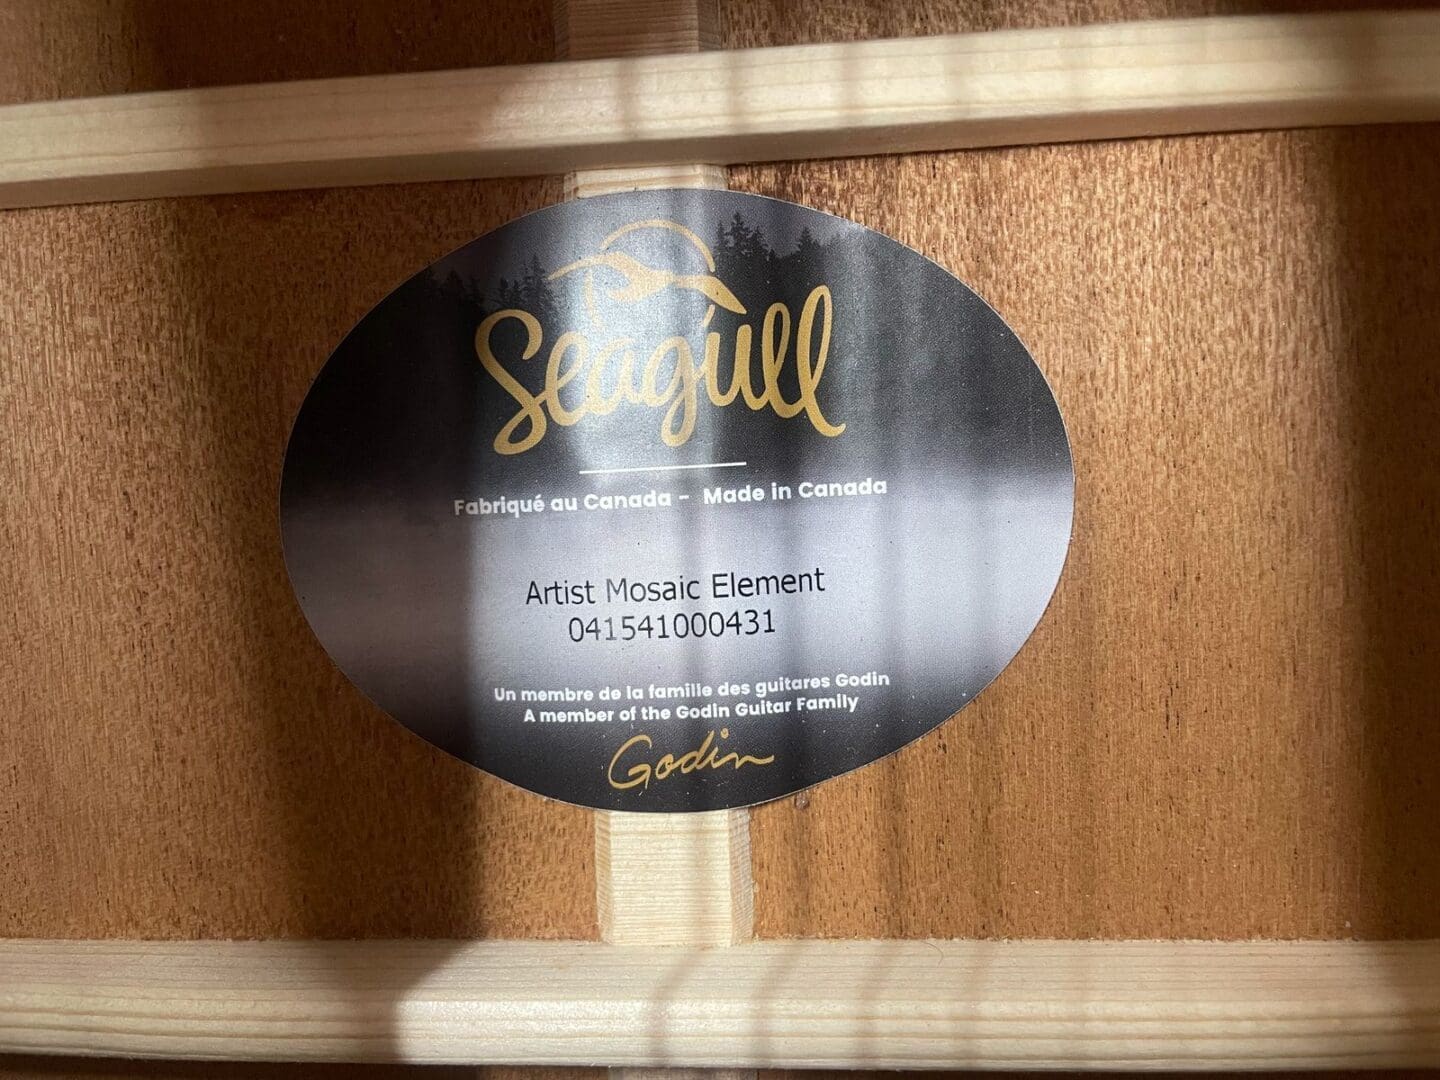 Seagull
Fabriqué au Canada - Made in Canada
Artist Mosaic Element
041541000431
Un membre de la famille des guitares Godin
A member of the Godin Guitar Family
Godin